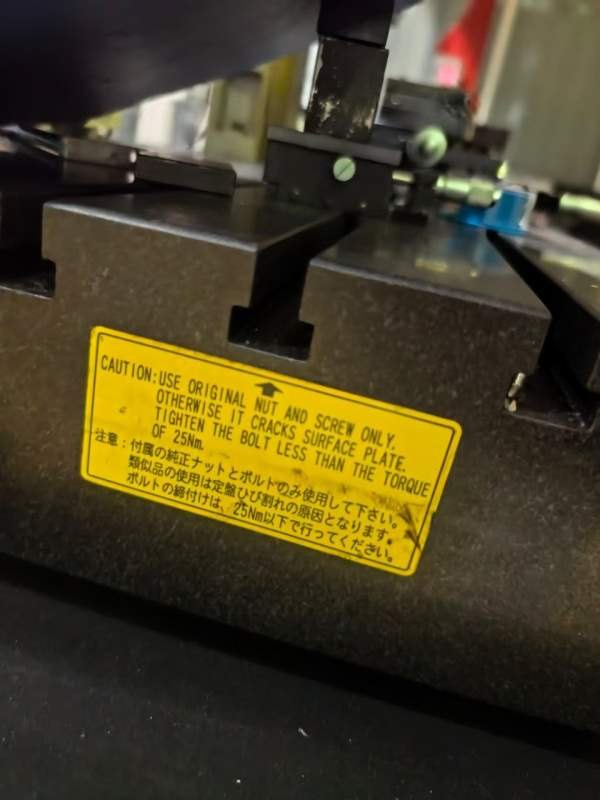 CAUTION:USE ORIGINAL NUT AND SCREW ONLY.
OTHERWISE IT CRACKS SURFACE PLATE.
TIGHTEN THE BOLT LESS THAN THE TORQUE
OF 25Nm.
注意：付属の純正ナットとボルトのみ使用して下さい。
類似品の使用は定盤ひび割れの原因となります。
ボルトの締付けは、25Nm以下で行ってください。